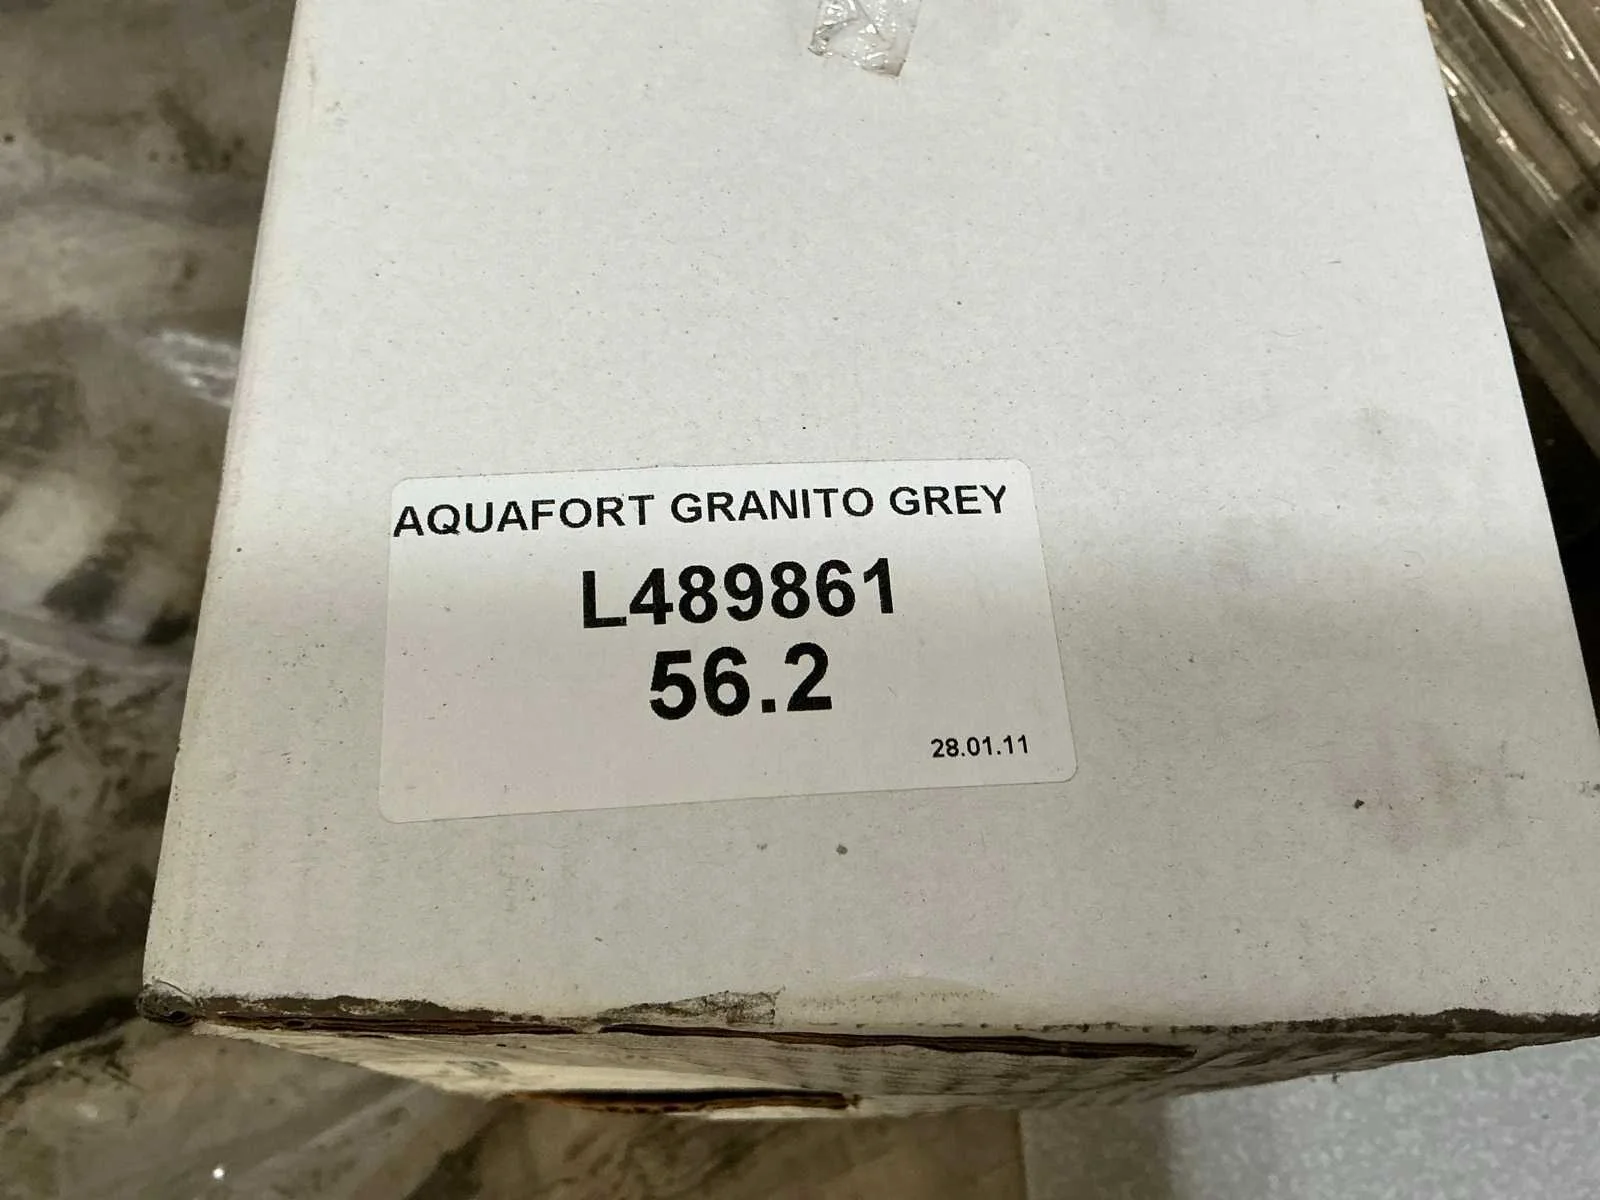 AQUAFORT GRANITO GREY
L489861
56.2
28.01.11